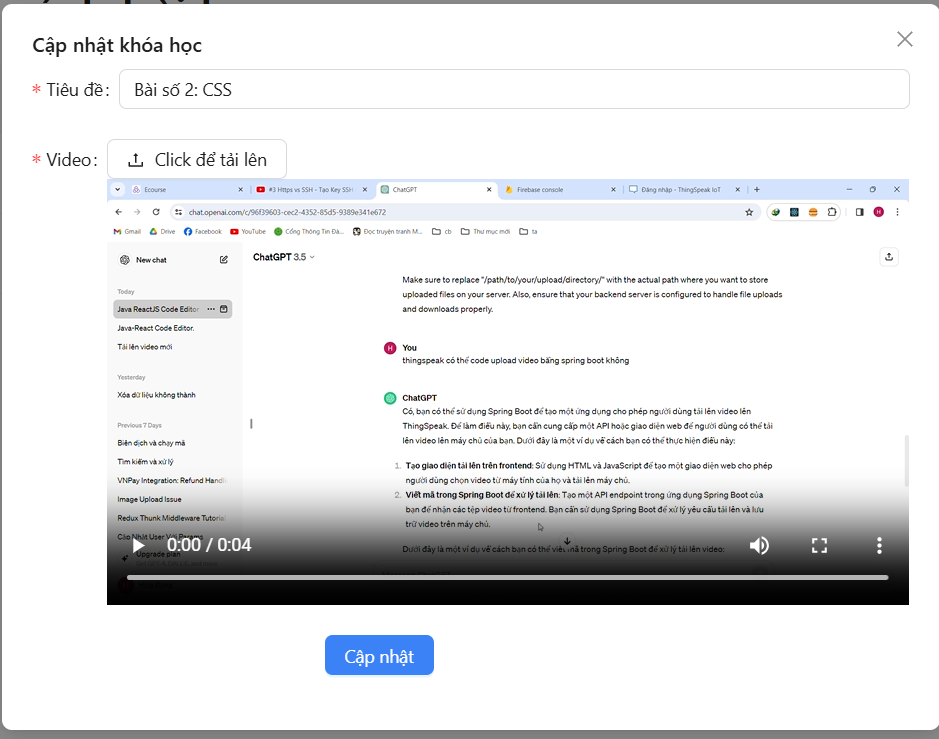 Cập nhật khóa học
* Tiêu đề: Bài số 2: CSS
* Video: Click để tải lên
Ecourse
#3 Https vs SSH - Tạo Key SSH
ChatGPT
Firebase console
Đăng nhập - ThingSpeak IoT
chat.openai.com/c/96f39603-cec2-4352-85d5-9389e341e672
H
Gmail Drive Facebook YouTube Cổng Thông Tin Đà... Đọc truyện tranh M... cb Thư mục mới ta
New chat
ChatGPT 3.5
Today
Java ReactJS Code Editor
Java-React Code Editor.
Tải lên video mới
Yesterday
Xóa dữ liệu không thành
Previous 7 Days
Biên dịch và chạy mã
Tìm kiếm và xử lý
VNPay Integration: Refund Handl
Image Upload Issue
Redux Thunk Middleware Tutorial
Cập Nhật User Với Params
Upgrade plan
Make sure to replace "/path/to/your/upload/directory/" with the actual path where you want to store
uploaded files on your server. Also, ensure that your backend server is configured to handle file uploads
and downloads properly.
H You
thingspeak có thể code upload video bằng spring boot không
ChatGPT
Có, bạn có thể sử dụng Spring Boot để tạo một ứng dụng cho phép người dùng tải lên video lên
ThingSpeak. Để làm điều này, bạn cần cung cấp một API hoặc giao diện web để người dùng có thể tải
lên video lên máy chủ của bạn. Dưới đây là một ví dụ về cách bạn có thể thực hiện điều này:
1. Tạo giao diện tải lên trên frontend: Sử dụng HTML và JavaScript để tạo một giao diện web cho phép
người dùng chọn video từ máy tính của họ và tải lên máy chủ.
2. Viết mã trong Spring Boot để xử lý tải lên: Tạo một API endpoint trong ứng dụng Spring Boot của
bạn để nhận các tệp video từ frontend. Bạn cần sử dụng Spring Boot để xử lý yêu cầu tải lên và lưu
trữ video trên máy chủ.
Dưới đây là một ví dụ về cách bạn có thể viết mã trong Spring Boot để xử lý tải lên video:
0:00 / 0:04
Cập nhật